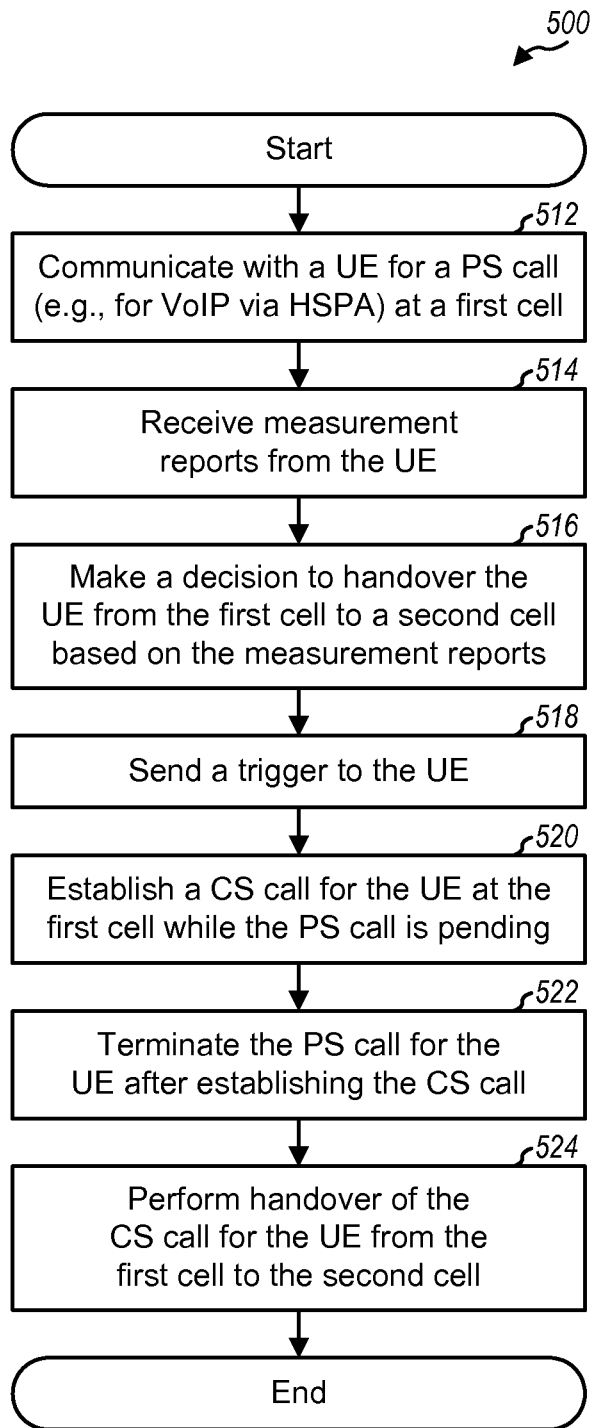 500
Start
512
Communicate with a UE for a PS call
(e.g., for VoIP via HSPA) at a first cell
514
Receive measurement
reports from the UE
516
Make a decision to handover the
UE from the first cell to a second cell
based on the measurement reports
518
Send a trigger to the UE
520
Establish a CS call for the UE at the
first cell while the PS call is pending
522
Terminate the PS call for the
UE after establishing the CS call
524
Perform handover of the
CS call for the UE from the
first cell to the second cell
End